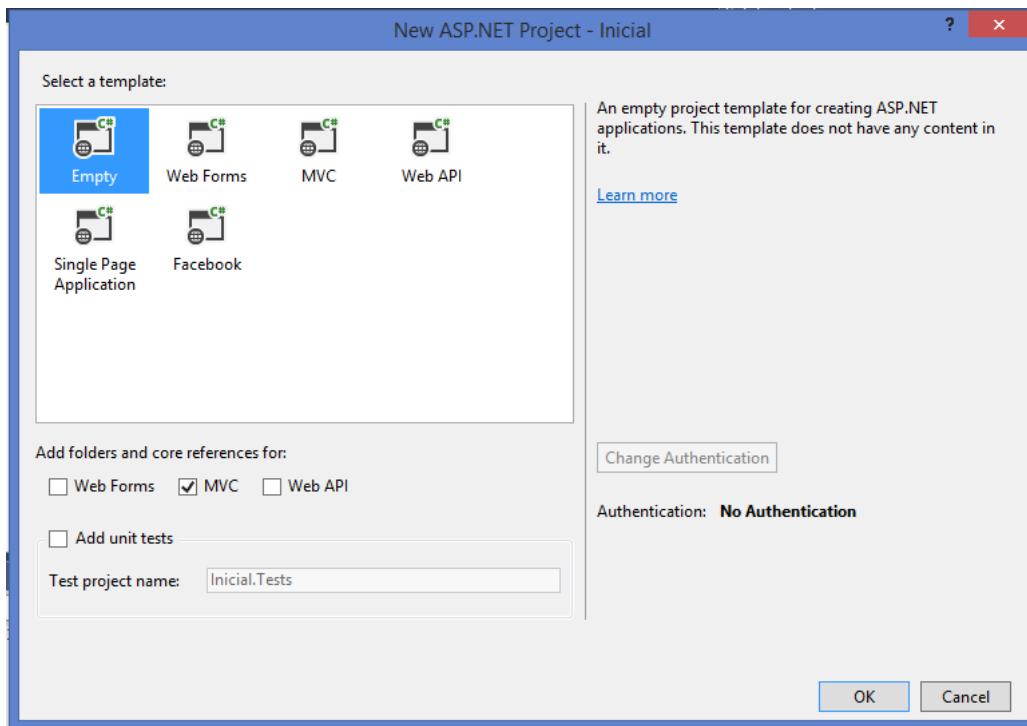 New ASP.NET Project - Inicial
?
Select a template:
C# C# C# C#
Empty Web Forms MVC Web API
C# C#
Single Page Application Facebook
An empty project template for creating ASP.NET
applications. This template does not have any content in
it.
Learn more
Add folders and core references for:
Web Forms MVC Web API
Add unit tests
Test project name: Inicial.Tests
Change Authentication
Authentication: No Authentication
OK Cancel